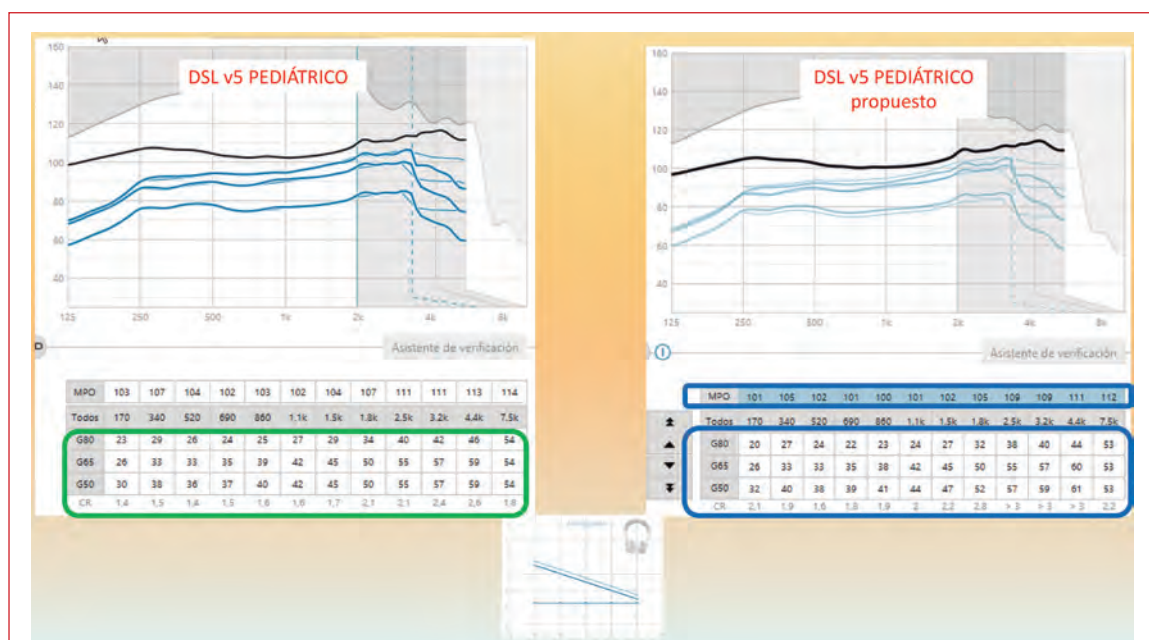 DSL v5 PEDIÁTRICO
160
140
120
100
80
60
40
125 250 500 1k 2k 4k 8k
D Asistente de verificación
MPO 103 107 104 102 103 102 104 107 111 111 113 114
Todos 170 340 520 690 860 1.1k 1.5k 1.8k 2.5k 3.2k 4.4k 7.5k
G80 23 29 26 24 25 27 29 34 40 42 46 54
G65 26 33 33 35 39 42 45 50 55 57 59 54
G50 30 38 36 37 40 42 45 50 55 57 59 54
CR 1,4 1,5 1,4 1,5 1,6 1,6 1,6 1,7 2,1 2,1 2,4 2,6 1,8
DSL v5 PEDIÁTRICO
propuesto
160
140
120
100
80
60
40
125 250 500 1k 2k 4k 8k
I Asistente de verificación
MPO 101 105 102 101 100 101 102 105 109 109 111 112
Todos 170 340 520 690 860 1.1k 1.5k 1.8k 2.5k 3.2k 4.4k 7.5k
G80 20 27 24 22 23 24 27 32 38 40 44 53
G65 26 33 33 35 38 42 45 50 55 57 60 53
G50 32 40 38 39 41 44 47 52 57 59 61 53
CR 2,1 1,9 1,6 1,8 1,9 2 2,2 2,8 > 3 > 3 > 3 2,2